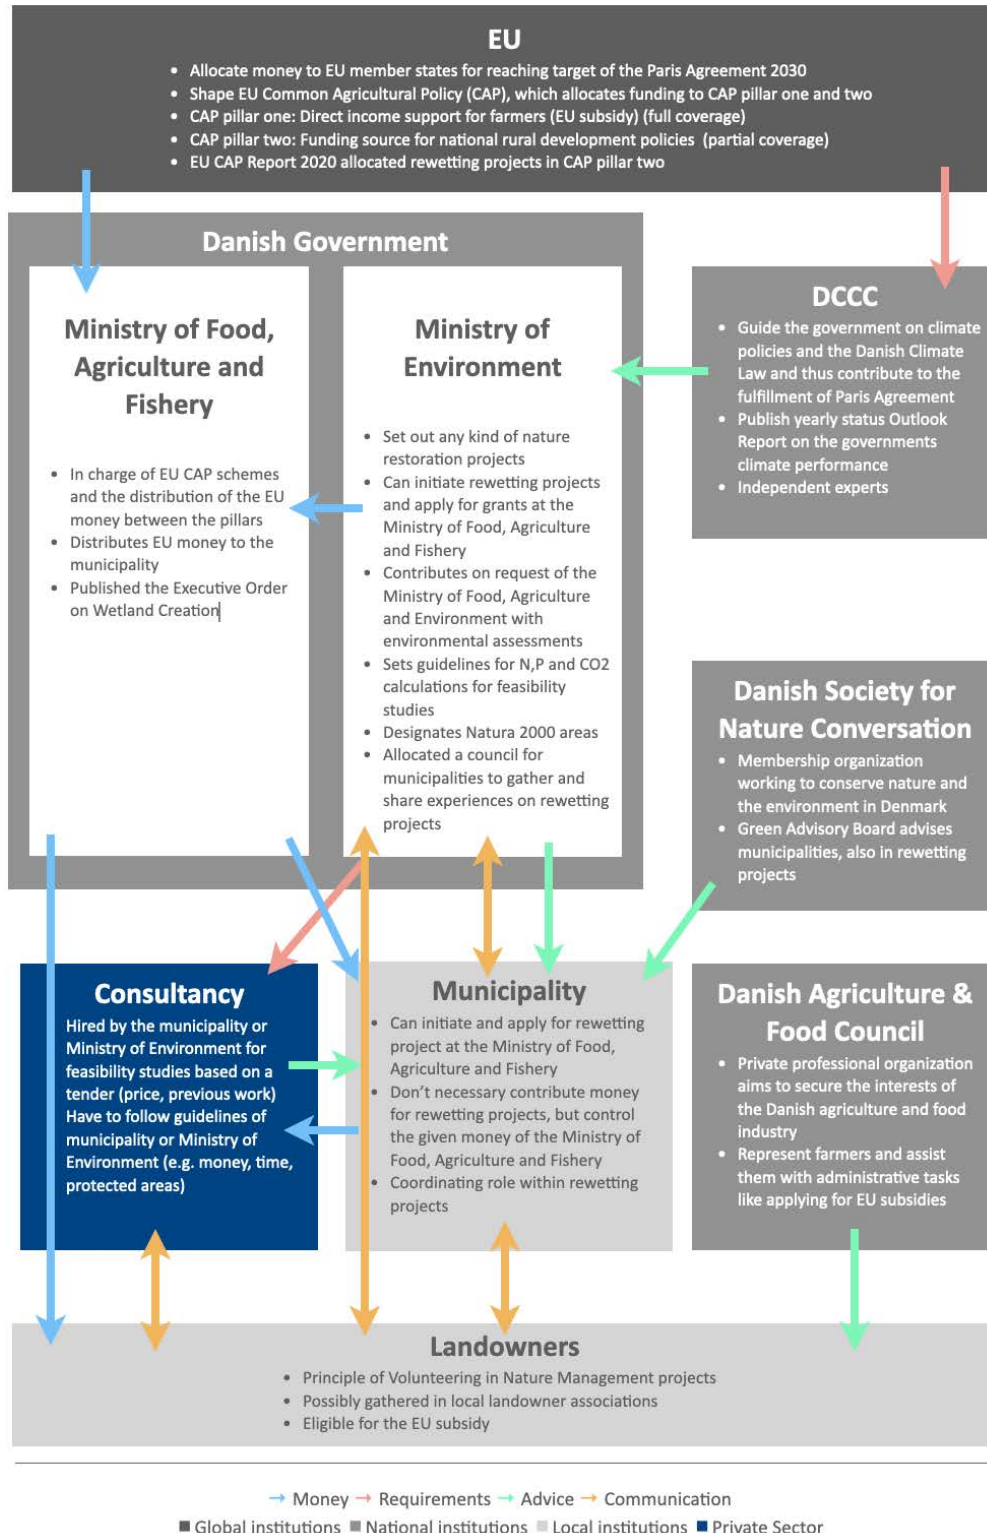 EU
• Allocate money to EU member states for reaching target of the Paris Agreement 2030
• Shape EU Common Agricultural Policy (CAP), which allocates funding to CAP pillar one and two
• CAP pillar one: Direct income support for farmers (EU subsidy) (full coverage)
• CAP pillar two: Funding source for national rural development policies (partial coverage)
• EU CAP Report 2020 allocated rewetting projects in CAP pillar two
Danish Government
Ministry of Food,
Agriculture and
Fishery
• In charge of EU CAP schemes
and the distribution of the EU
money between the pillars
• Distributes EU money to the
municipality
• Published the Executive Order
on Wetland Creation
Ministry of
Environment
• Set out any kind of nature
restoration projects
• Can initiate rewetting projects
and apply for grants at the
Ministry of Food, Agriculture
and Fishery
• Contributes on request of the
Ministry of Food, Agriculture
and Environment with
environmental assessments
• Sets guidelines for N,P and CO2
calculations for feasibility
studies
• Designates Natura 2000 areas
• Allocated a council for
municipalities to gather and
share experiences on rewetting
projects
DCCC
• Guide the government on climate
policies and the Danish Climate
Law and thus contribute to the
fulfillment of Paris Agreement
• Publish yearly status Outlook
Report on the governments
climate performance
• Independent experts
Danish Society for
Nature Conversation
• Membership organization
working to conserve nature and
the environment in Denmark
• Green Advisory Board advises
municipalities, also in rewetting
projects
Consultancy
Hired by the municipality or
Ministry of Environment for
feasibility studies based on a
tender (price, previous work)
Have to follow guidelines of
municipality or Ministry of
Environment (e.g. money, time,
protected areas)
Municipality
• Can initiate and apply for rewetting
project at the Ministry of Food,
Agriculture and Fishery
• Don't necessary contribute money
for rewetting projects, but control
the given money of the Ministry of
Food, Agriculture and Fishery
• Coordinating role within rewetting
projects
Danish Agriculture &
Food Council
• Private professional organization
aims to secure the interests of
the Danish agriculture and food
industry
• Represent farmers and assist
them with administrative tasks
like applying for EU subsidies
Landowners
• Principle of Volunteering in Nature Management projects
• Possibly gathered in local landowner associations
• Eligible for the EU subsidy
→ Money → Requirements → Advice → Communication
■ Global institutions ■ National institutions ■ Local institutions ■ Private Sector